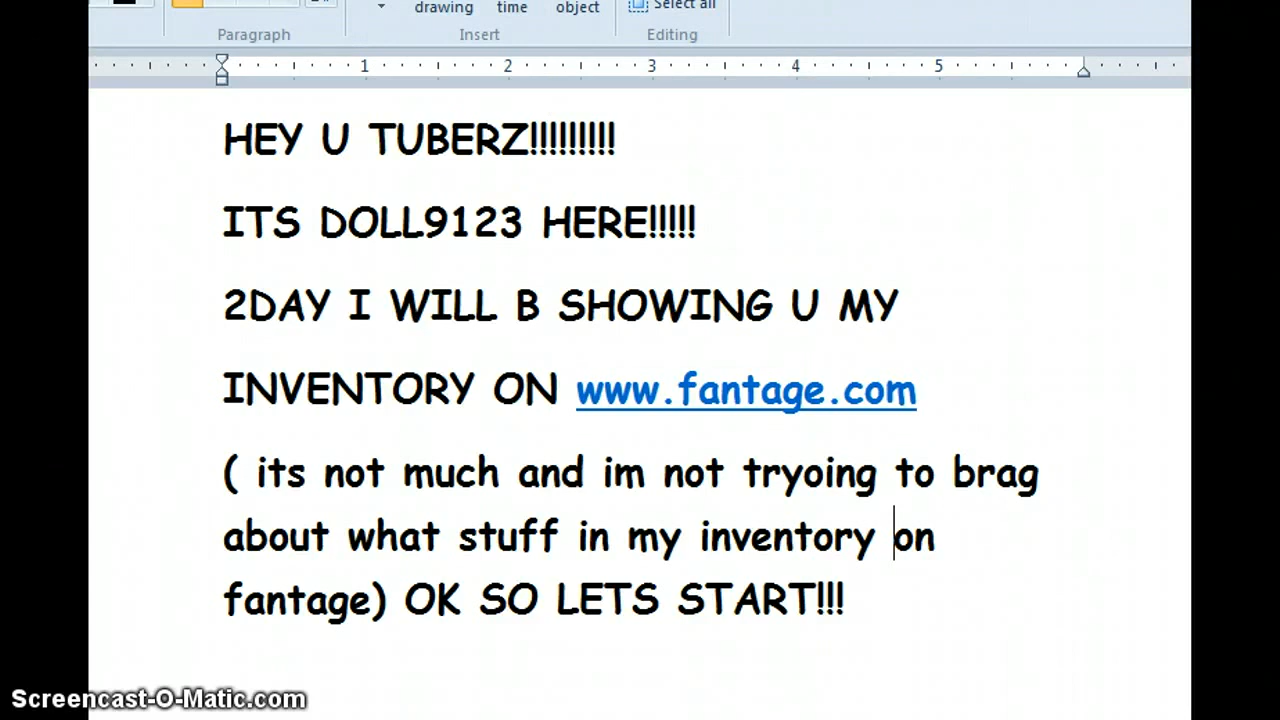 drawing time object Select all
Paragraph Insert Editing
1 2 3 4 5
HEY U TUBERZ!!!!!!!!!
ITS DOLL9123 HERE!!!!!
2DAY I WILL B SHOWING U MY
INVENTORY ON www.fantage.com
( its not much and im not tryoing to brag
about what stuff in my inventory on
fantage) OK SO LETS START!!!
Screencast-O-Matic.com